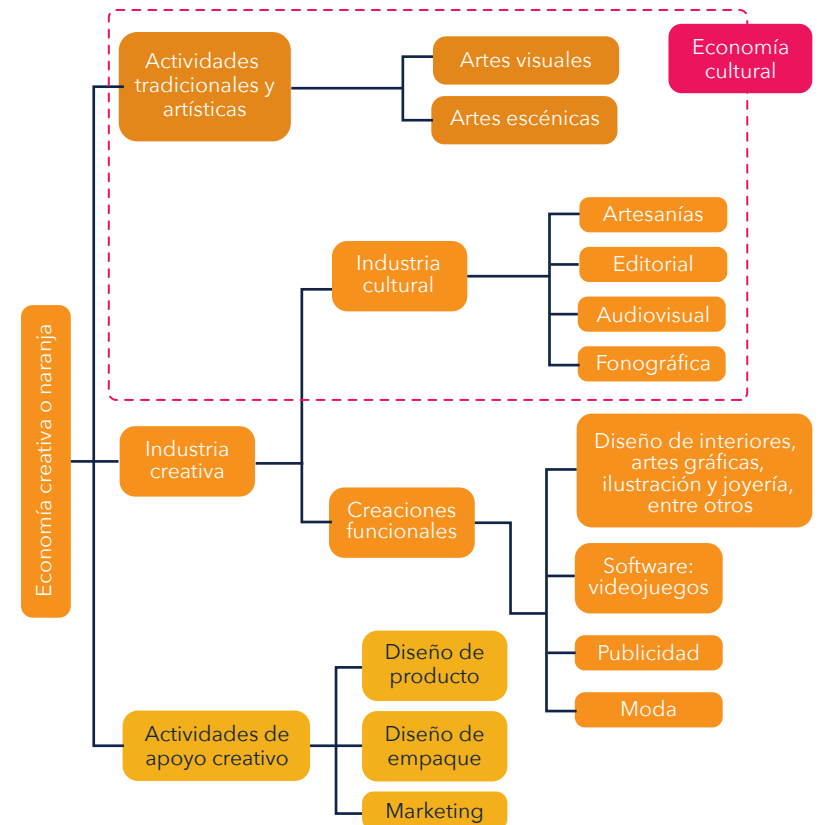 Economía
cultural
Actividades
tradicionales y
artísticas
Artes visuales
Artes escénicas
Artesanías
Industria
cultural
Editorial
Audiovisual
Fonográfica
Economía creativa o naranja
Industria
creativa
Diseño de interiores,
artes gráficas,
ilustración y joyería,
entre otros
Creaciones
funcionales
Software:
videojuegos
Publicidad
Moda
Diseño de
producto
Actividades de
apoyo creativo
Diseño de
empaque
Marketing